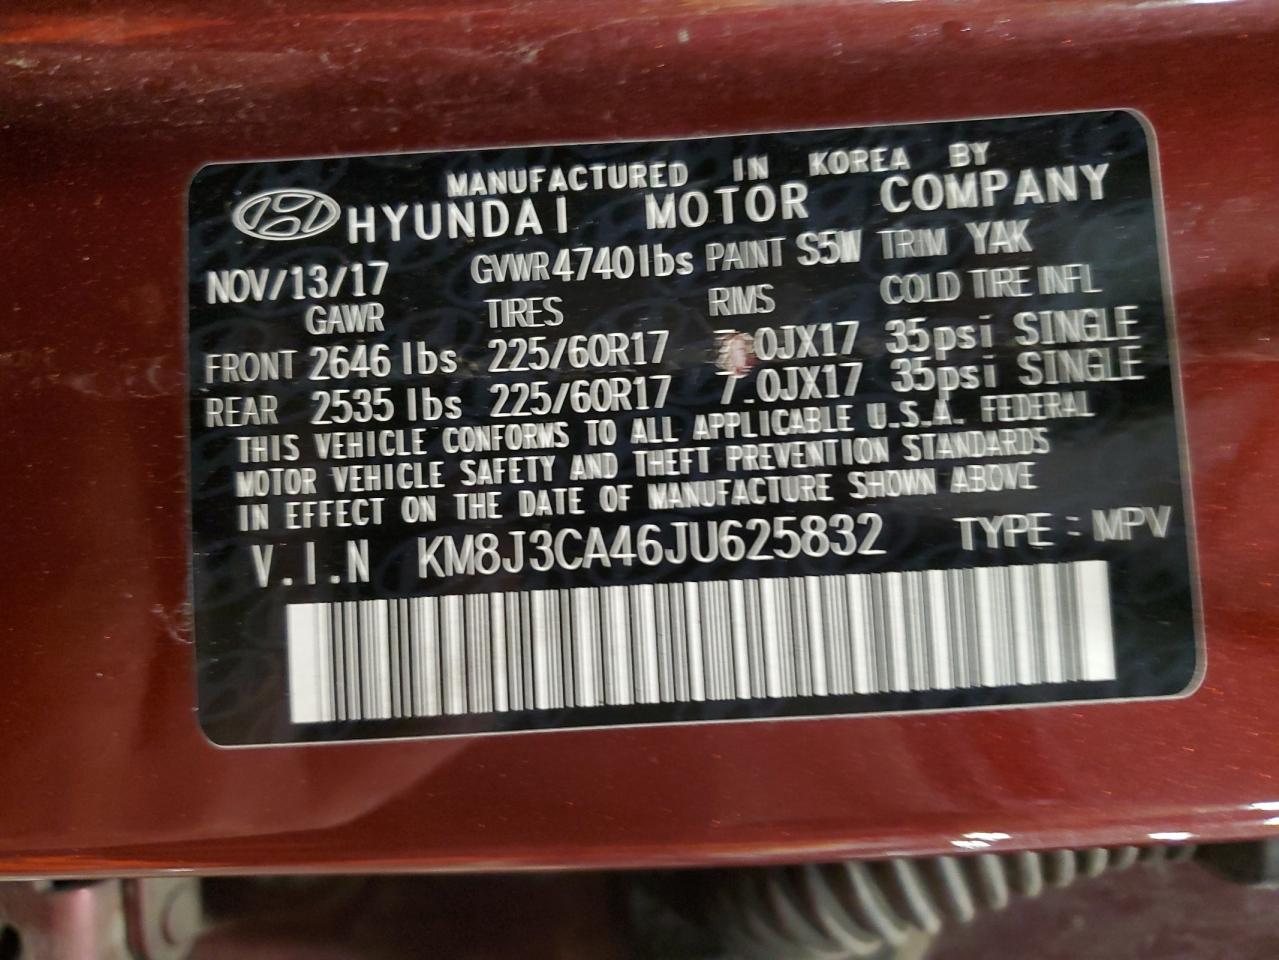 MANUFACTURED IN KOREA BY
HYUNDAI MOTOR COMPANY
NOV/13/17 GVWR4740lbs PAINT S5W TRIM YAK
GAWR TIRES RIMS COLD TIRE INFL
FRONT 2646 lbs 225/60R17 7.0JX17 35psi SINGLE
REAR 2535 lbs 225/60R17 7.0JX17 35psi SINGLE
THIS VEHICLE CONFORMS TO ALL APPLICABLE U.S.A. FEDERAL
MOTOR VEHICLE SAFETY AND THEFT PREVENTION STANDARDS
IN EFFECT ON THE DATE OF MANUFACTURE SHOWN ABOVE
V.I.N KM8J3CA46JU625832 TYPE : MPV